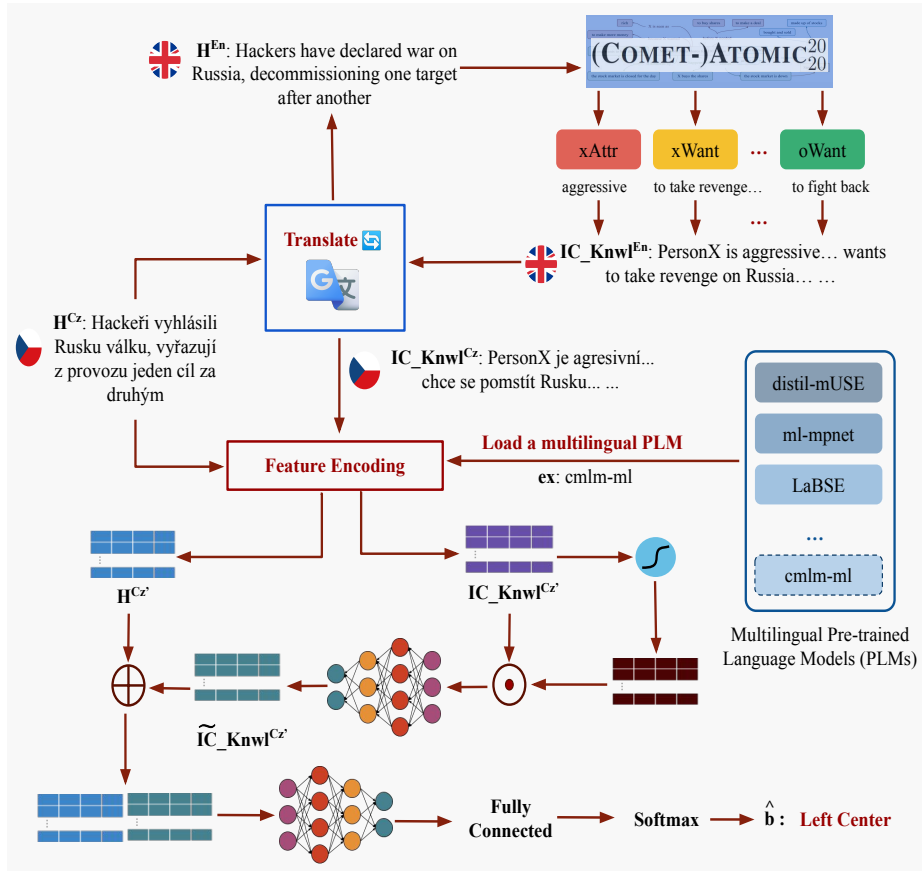 H^En: Hackers have declared war on
Russia, decommissioning one target
after another
(COMET-)ATOMIC 20 20
xAttr
xWant
...
oWant
aggressive
to take revenge...
to fight back
...
Translate
G
文
IC_Knwl^En: PersonX is aggressive... wants
to take revenge on Russia... ...
H^Cz: Hackeři vyhlásili
Rusku válku, vyřazují
z provozu jeden cíl za
druhým
IC_Knwl^Cz: PersonX je agresivní...
chce se pomstít Rusku... ...
Feature Encoding
Load a multilingual PLM
ex: cmlm-ml
distil-mUSE
ml-mpnet
LaBSE
...
cmlm-ml
Multilingual Pre-trained
Language Models (PLMs)
H^Cz'
IC_Knwl^Cz'
ĨC_Knwl^Cz'
Fully
Connected
Softmax
b̂ : Left Center